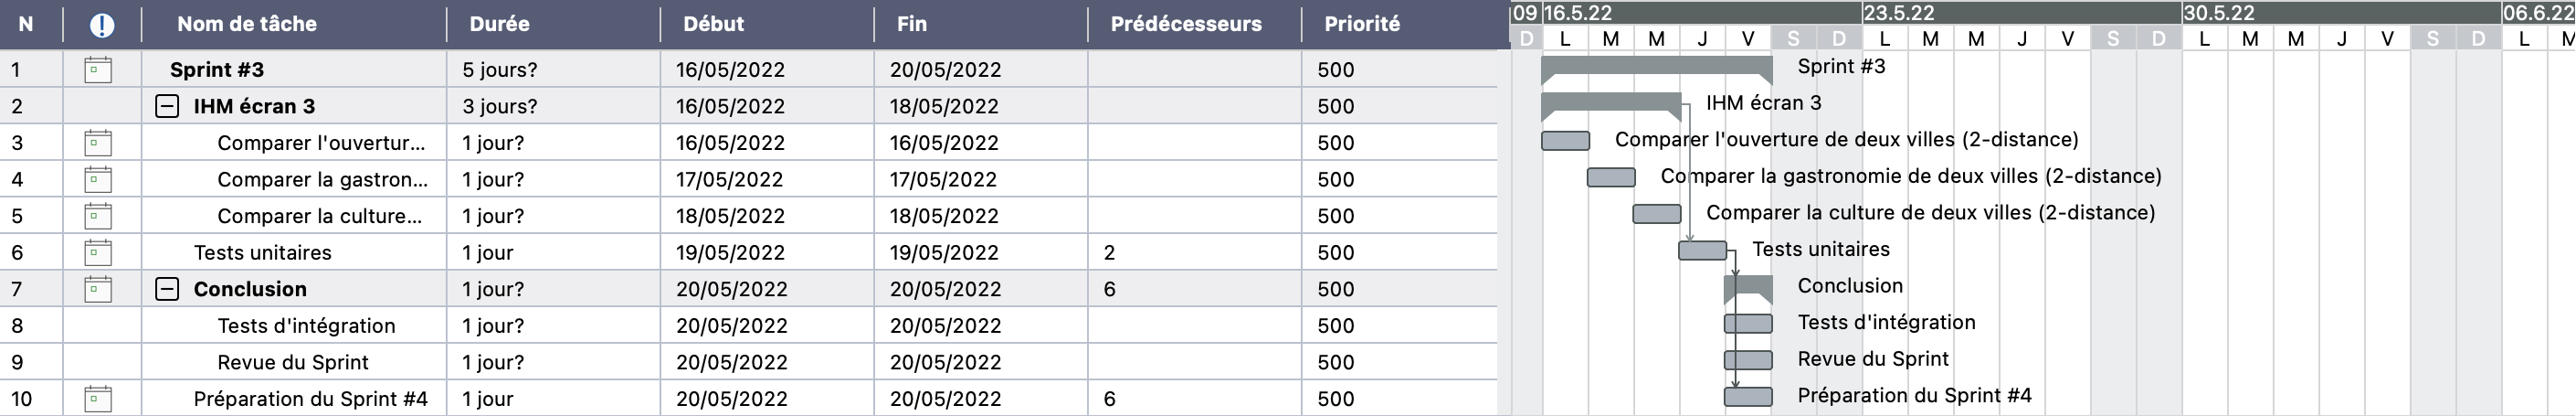 N ! Nom de tâche Durée Début Fin Prédécesseurs Priorité
09 16.5.22 23.5.22 30.5.22 06.6.22
D L M M J V S D L M M J V S D L M M J V S D L M
1 Sprint #3 5 jours? 16/05/2022 20/05/2022 500 Sprint #3
2 IHM écran 3 3 jours? 16/05/2022 18/05/2022 500 IHM écran 3
3 Comparer l'ouvertur... 1 jour? 16/05/2022 16/05/2022 500 Comparer l'ouverture de deux villes (2-distance)
4 Comparer la gastron... 1 jour? 17/05/2022 17/05/2022 500 Comparer la gastronomie de deux villes (2-distance)
5 Comparer la culture... 1 jour? 18/05/2022 18/05/2022 500 Comparer la culture de deux villes (2-distance)
6 Tests unitaires 1 jour 19/05/2022 19/05/2022 2 500 Tests unitaires
7 Conclusion 1 jour? 20/05/2022 20/05/2022 6 500 Conclusion
8 Tests d'intégration 1 jour? 20/05/2022 20/05/2022 500 Tests d'intégration
9 Revue du Sprint 1 jour? 20/05/2022 20/05/2022 500 Revue du Sprint
10 Préparation du Sprint #4 1 jour 20/05/2022 20/05/2022 6 500 Préparation du Sprint #4